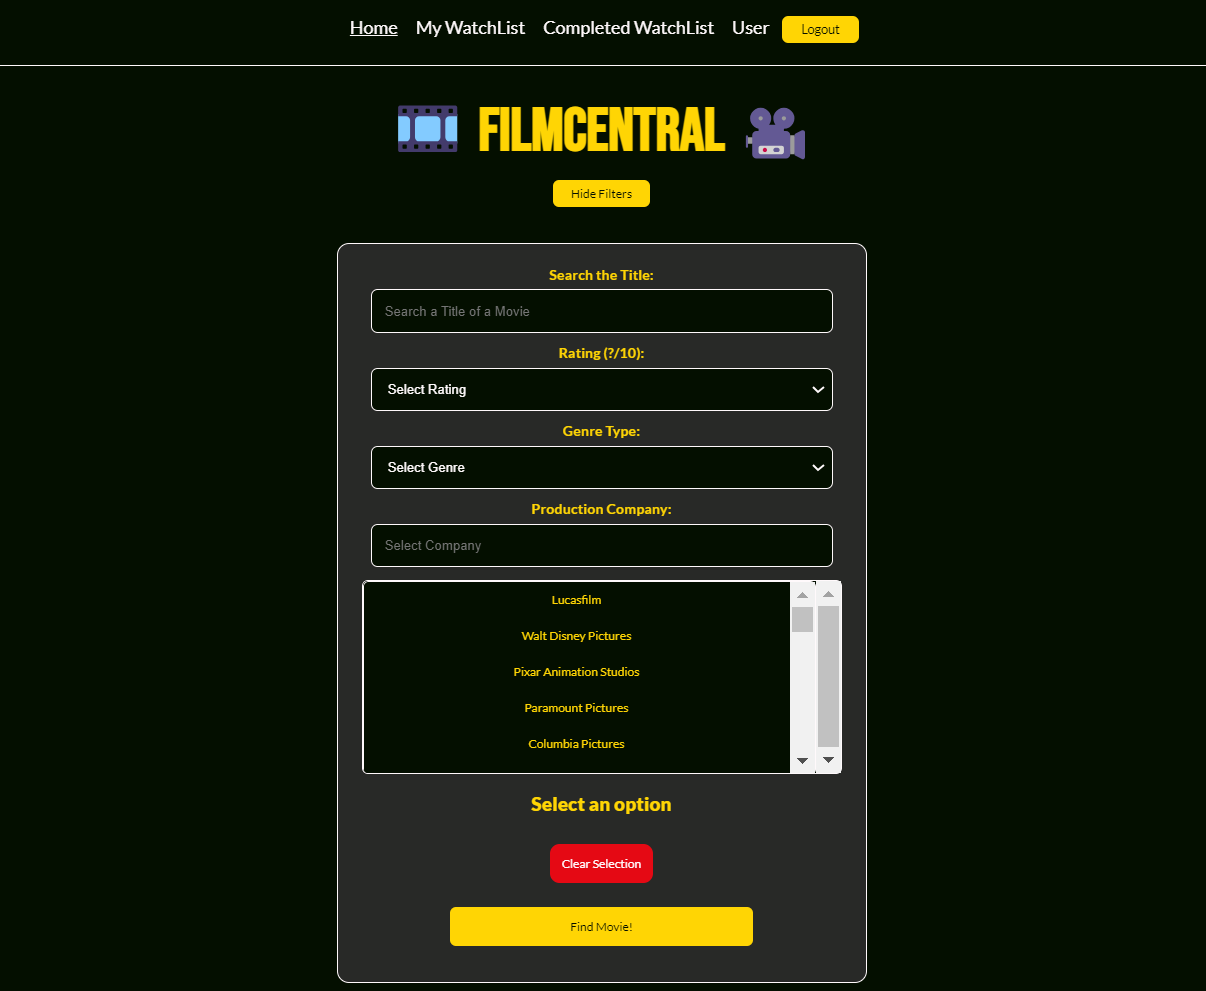 Home My WatchList Completed WatchList User Logout
FILMCENTRAL
Hide Filters
Search the Title:
Search a Title of a Movie
Rating (?/10):
Select Rating
Genre Type:
Select Genre
Production Company:
Select Company
Lucasfilm
Walt Disney Pictures
Pixar Animation Studios
Paramount Pictures
Columbia Pictures
Select an option
Clear Selection
Find Movie!